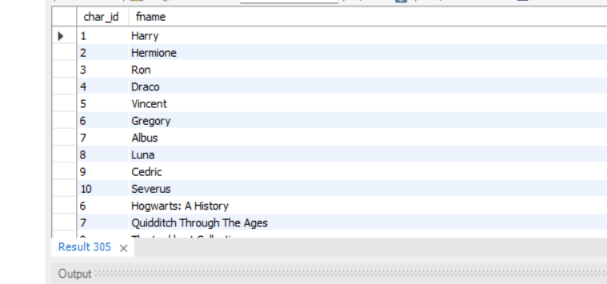 char_id fname
1 Harry
2 Hermione
3 Ron
4 Draco
5 Vincent
6 Gregory
7 Albus
8 Luna
9 Cedric
10 Severus
6 Hogwarts: A History
7 Quidditch Through The Ages
Result 305 ×
Output